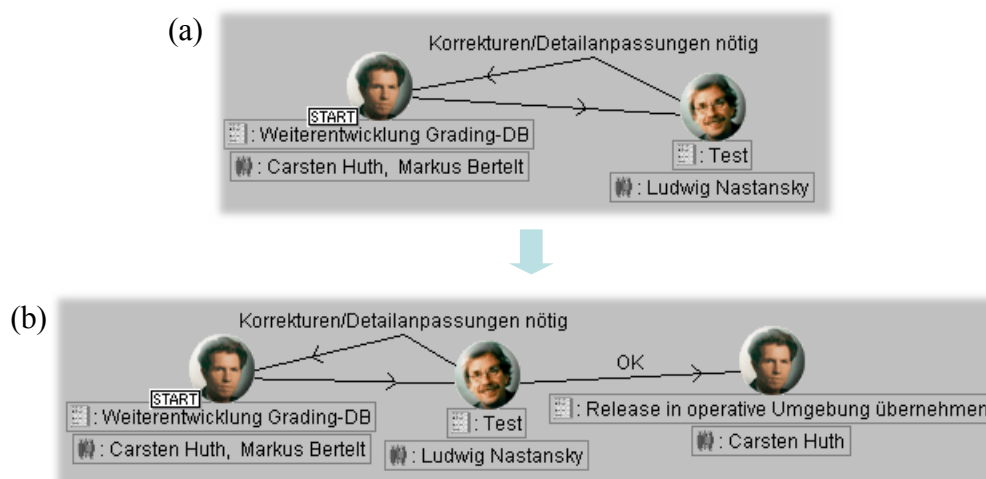 (a)
Korrekturen/Detailanpassungen nötig
START
: Weiterentwicklung Grading-DB
: Carsten Huth, Markus Bertelt
: Test
: Ludwig Nastansky
(b)
Korrekturen/Detailanpassungen nötig
OK
START
: Weiterentwicklung Grading-DB
: Carsten Huth, Markus Bertelt
: Test
: Ludwig Nastansky
: Release in operative Umgebung übernehmen
: Carsten Huth